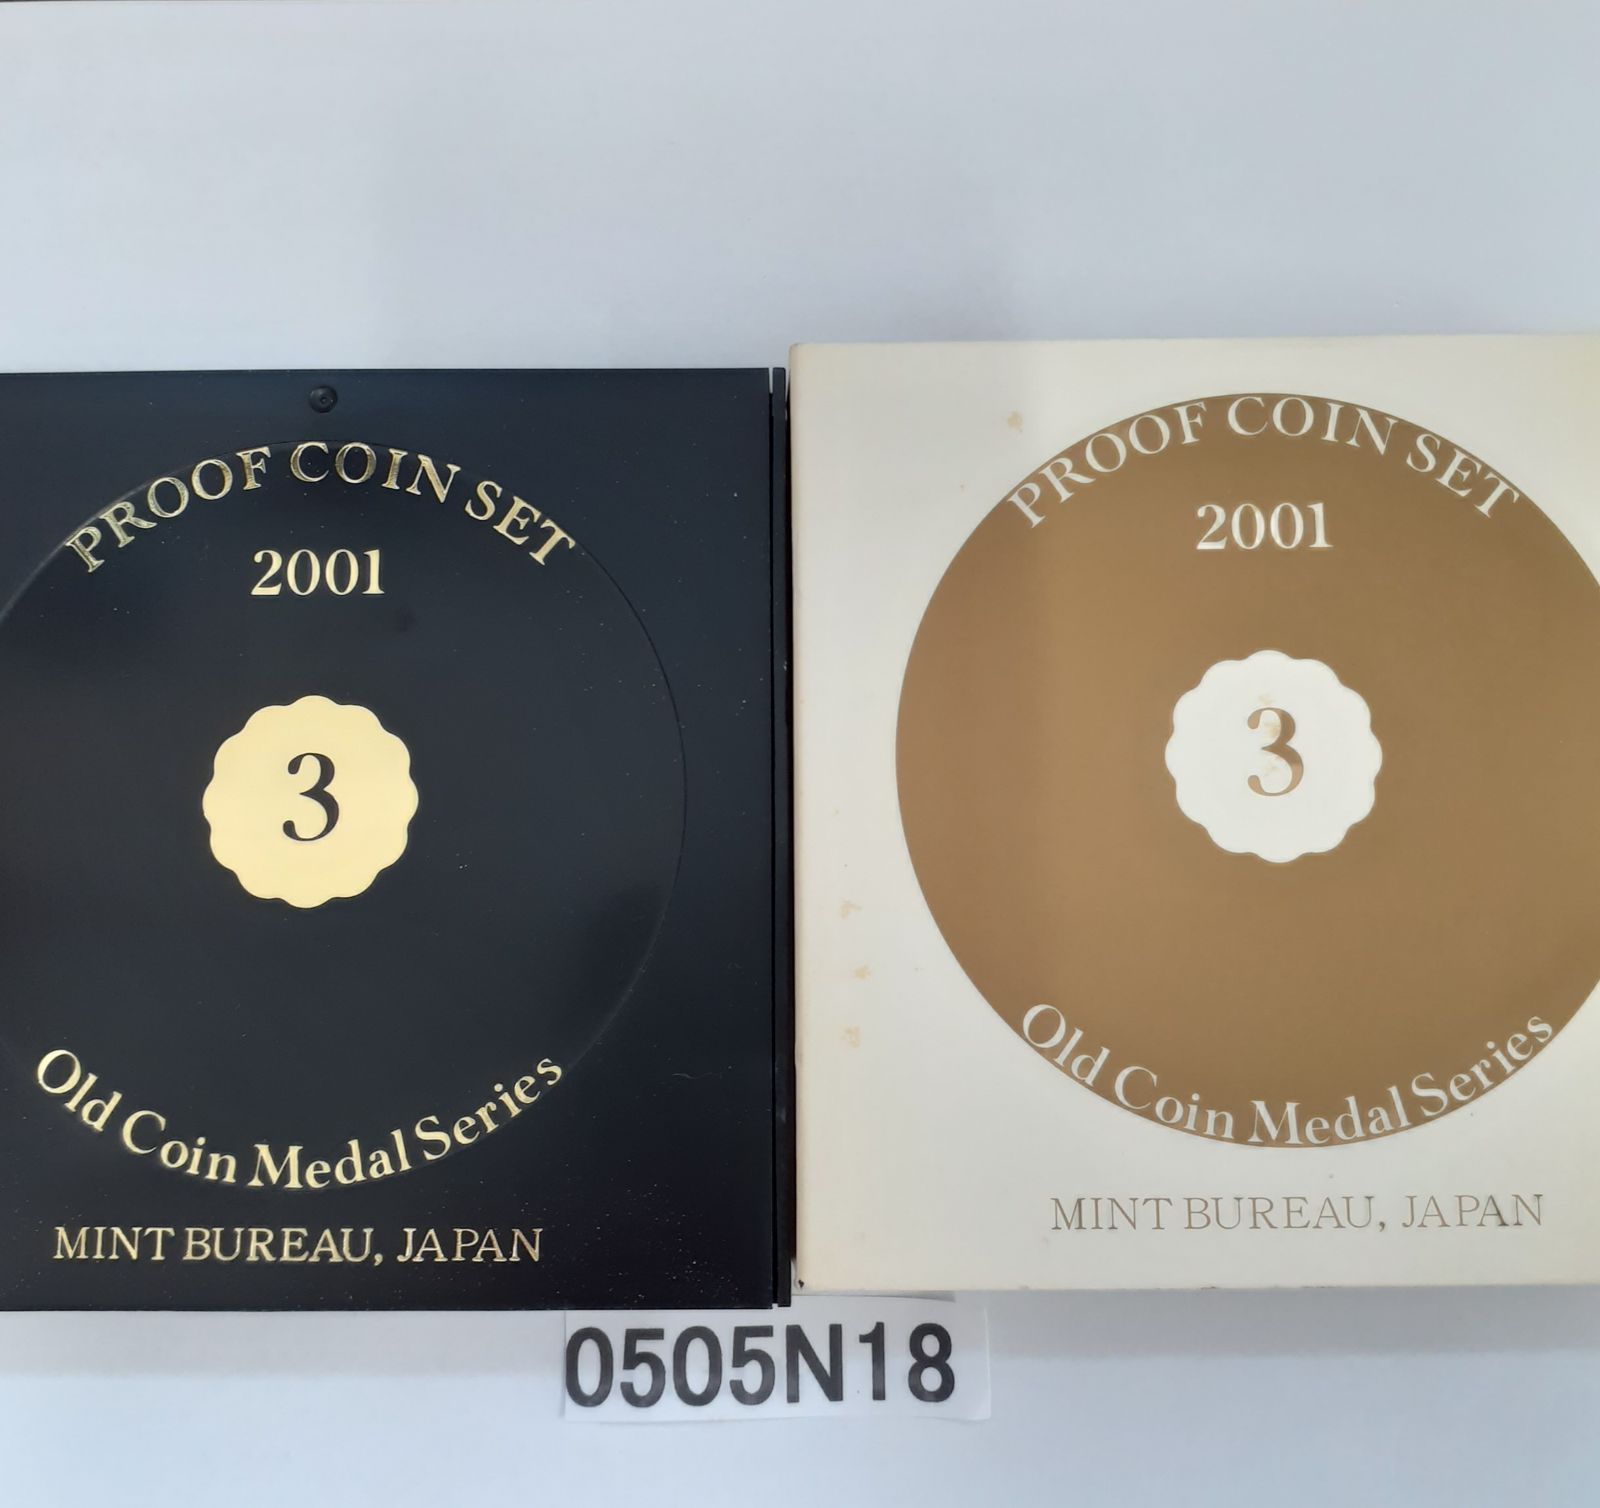 PROOF COIN SET
2001
3
Old Coin Medal Series
MINT BUREAU, JAPAN
PROOF COIN SET
2001
3
Old Coin Medal Series
MINT BUREAU, JAPAN
0505N18